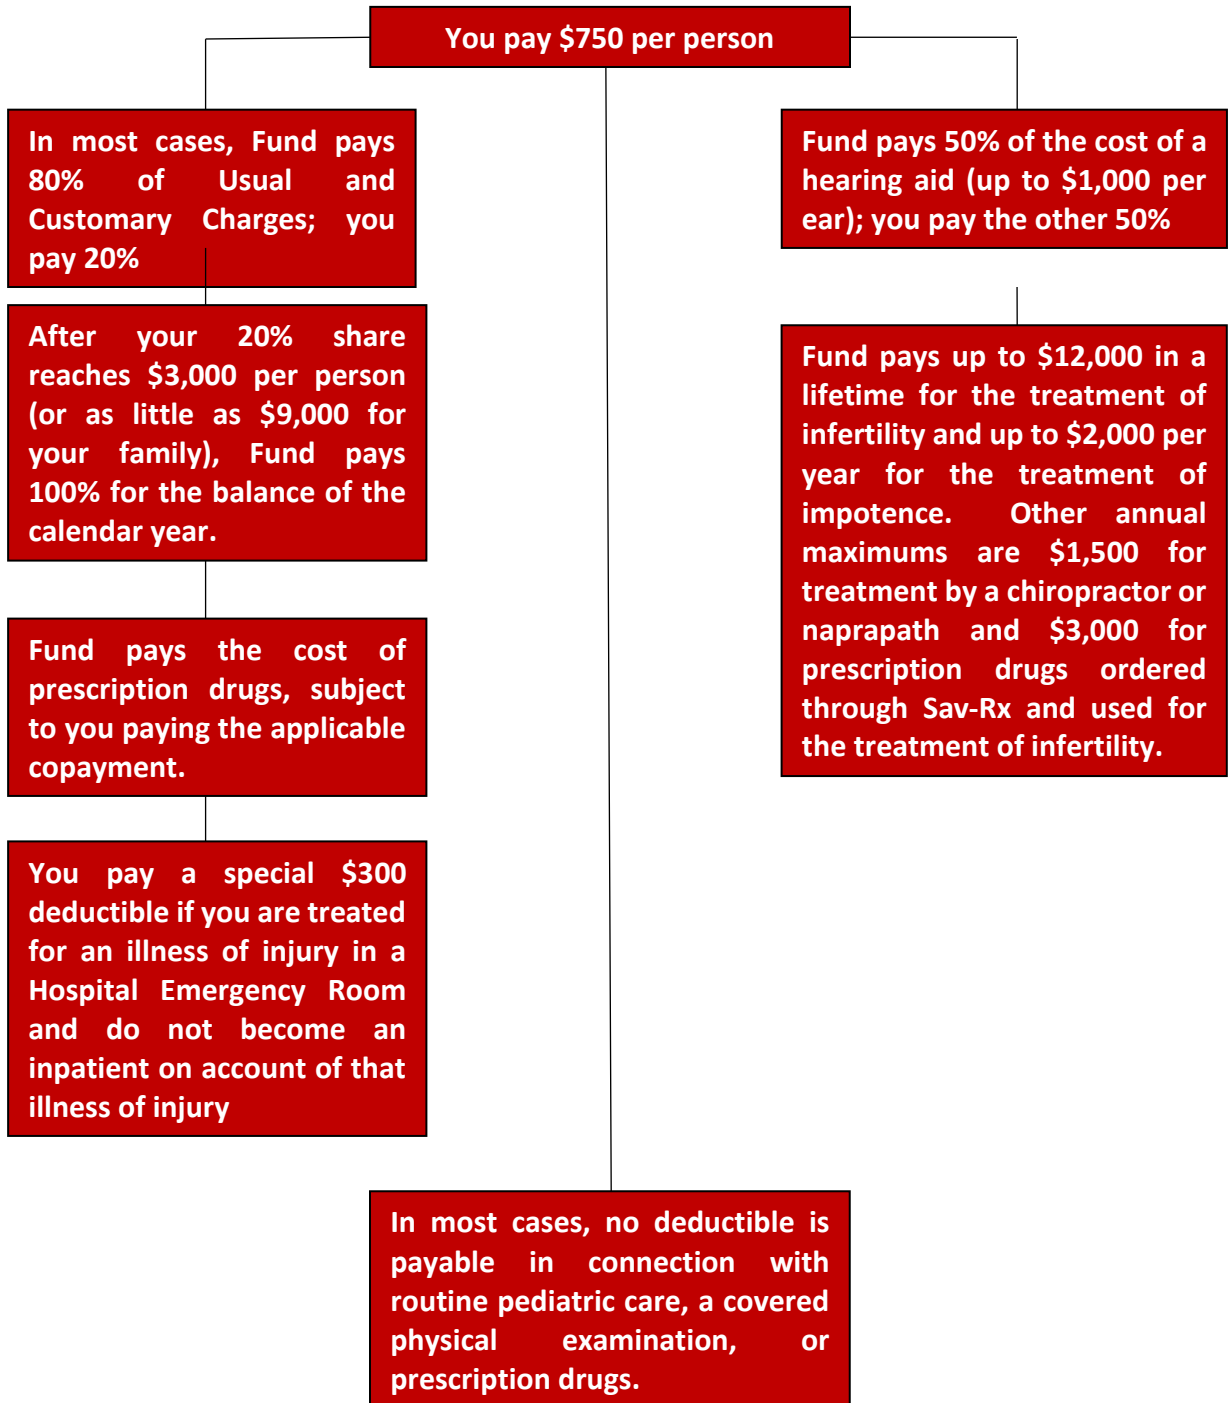 You pay $750 per person
In most cases, Fund pays
80% of Usual and
Customary Charges; you
pay 20%
After your 20% share
reaches $3,000 per person
(or as little as $9,000 for
your family), Fund pays
100% for the balance of the
calendar year.
Fund pays the cost of
prescription drugs, subject
to you paying the applicable
copayment.
You pay a special $300
deductible if you are treated
for an illness of injury in a
Hospital Emergency Room
and do not become an
inpatient on account of that
illness of injury
Fund pays 50% of the cost of a
hearing aid (up to $1,000 per
ear); you pay the other 50%
Fund pays up to $12,000 in a
lifetime for the treatment of
infertility and up to $2,000 per
year for the treatment of
impotence. Other annual
maximums are $1,500 for
treatment by a chiropractor or
naprapath and $3,000 for
prescription drugs ordered
through Sav-Rx and used for
the treatment of infertility.
In most cases, no deductible is
payable in connection with
routine pediatric care, a covered
physical examination, or
prescription drugs.